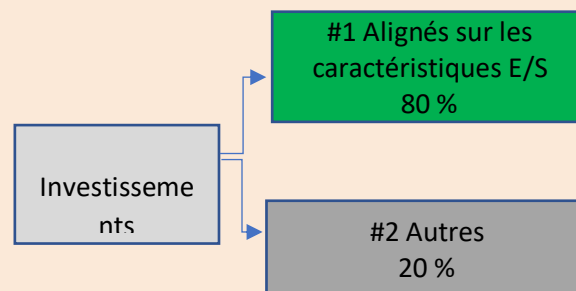 #1 Alignés sur les
caractéristiques E/S
80 %
Investisseme
nts
#2 Autres
20 %